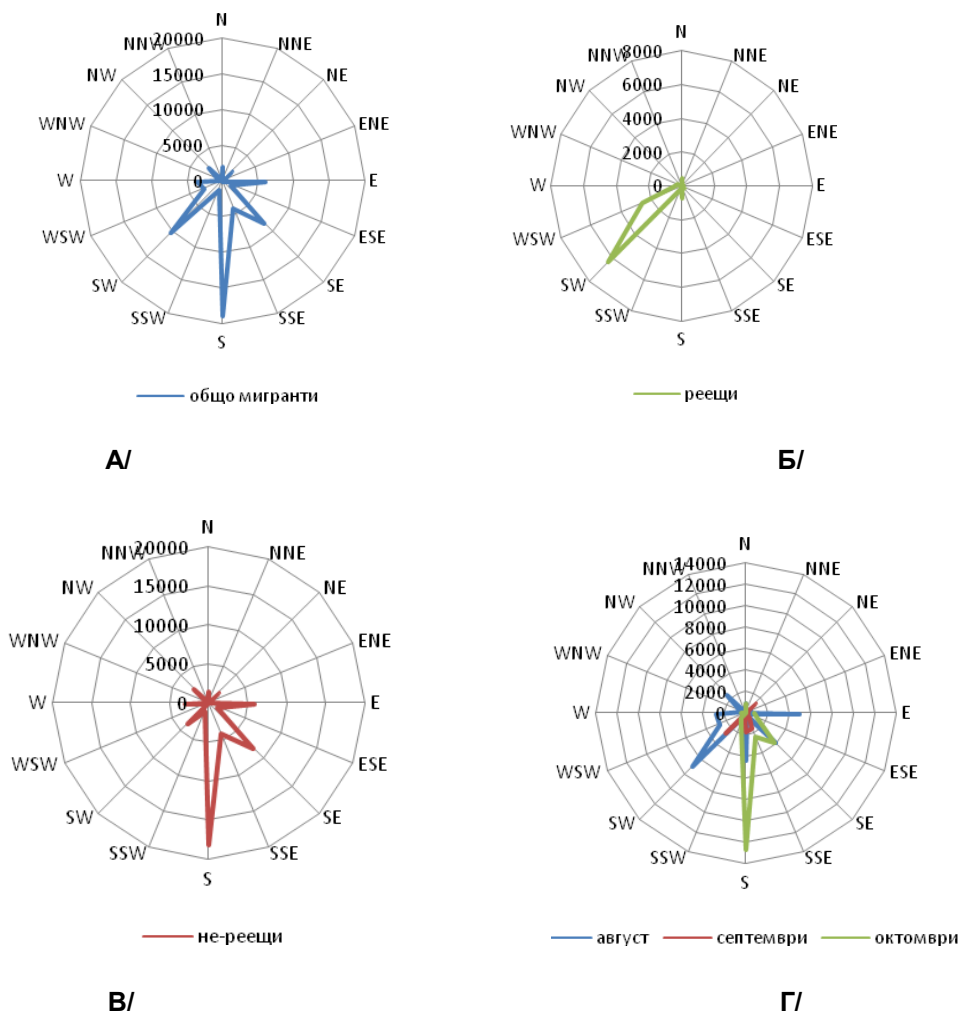 N
NNE
NE
ENE
E
ESE
SE
SSE
S
SSW
SW
WSW
W
WNW
NW
NNW
20000
15000
10000
5000
0
общо мигранти
А/
N
NNE
NE
ENE
E
ESE
SE
SSE
S
SSW
SW
WSW
W
WNW
NW
NNW
8000
6000
4000
2000
0
реещи
Б/
N
NNE
NE
ENE
E
ESE
SE
SSE
S
SSW
SW
WSW
W
WNW
NW
NNW
20000
15000
10000
5000
0
не-реещи
В/
N
NNE
NE
ENE
E
ESE
SE
SSE
S
SSW
SW
WSW
W
WNW
NW
NNW
14000
12000
10000
8000
6000
4000
2000
0
август септември октомври
Г/